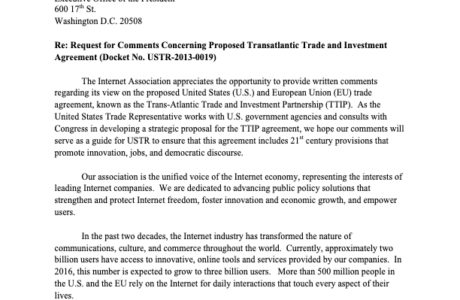 Executive Office of the President
600 17th St.
Washington D.C. 20508
Re: Request for Comments Concerning Proposed Transatlantic Trade and Investment
Agreement (Docket No. USTR-2013-0019)
The Internet Association appreciates the opportunity to provide written comments
regarding its view on the proposed United States (U.S.) and European Union (EU) trade
agreement, known as the Trans-Atlantic Trade and Investment Partnership (TTIP). As the
United States Trade Representative works with U.S. government agencies and consults with
Congress in developing a strategic proposal for the TTIP agreement, we hope our comments will
serve as a guide for USTR to ensure that this agreement includes 21st century provisions that
promote innovation, jobs, and democratic discourse.
Our association is the unified voice of the Internet economy, representing the interests of
leading Internet companies. We are dedicated to advancing public policy solutions that
strengthen and protect Internet freedom, foster innovation and economic growth, and empower
users.
In the past two decades, the Internet industry has transformed the nature of
communications, culture, and commerce throughout the world. Currently, approximately two
billion users have access to innovative, online tools and services provided by our companies. In
2016, this number is expected to grow to three billion users. More than 500 million people in
the U.S. and the EU rely on the Internet for daily interactions that touch every aspect of their
lives.